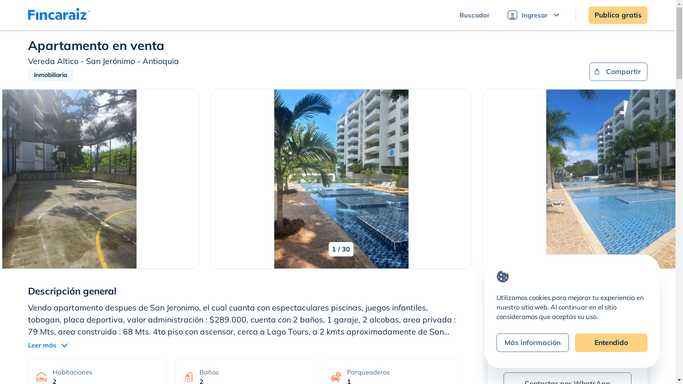 Fincaraiz
Buscador
Ingresar
Publica gratis
Apartamento en venta
Vereda Altico - San Jerónimo - Antioquia
Inmobiliaria
Compartir
1 / 30
Descripción general
Vendo apartamento despues de San Jeronimo, el cual cuenta con espectaculares piscinas, juegos infantiles,
tobogan, placa deportiva, valor administración : $289.000, cuenta con 2 baños, 1 garaje, 2 alcobas, area privada :
79 Mts, area construida : 68 Mts. 4to piso con ascensor, cerca a Lago Tours, a 2 kmts aproximadamente de San...
Leer más
Habitaciones
2
Baños
2
Parqueaderos
1
Utilizamos cookies para mejorar tu experiencia en
nuestro sitio web. Al continuar en el sitio
consideramos que aceptas su uso.
Más información
Entendido
Contactar por WhatsApp